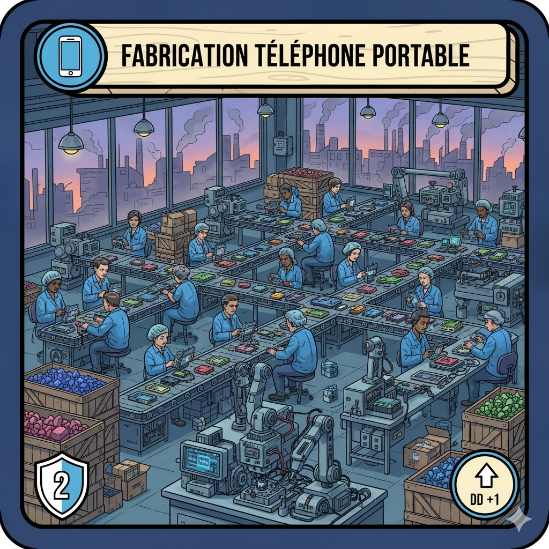 FABRICATION TÉLÉPHONE PORTABLE
2
DD +1